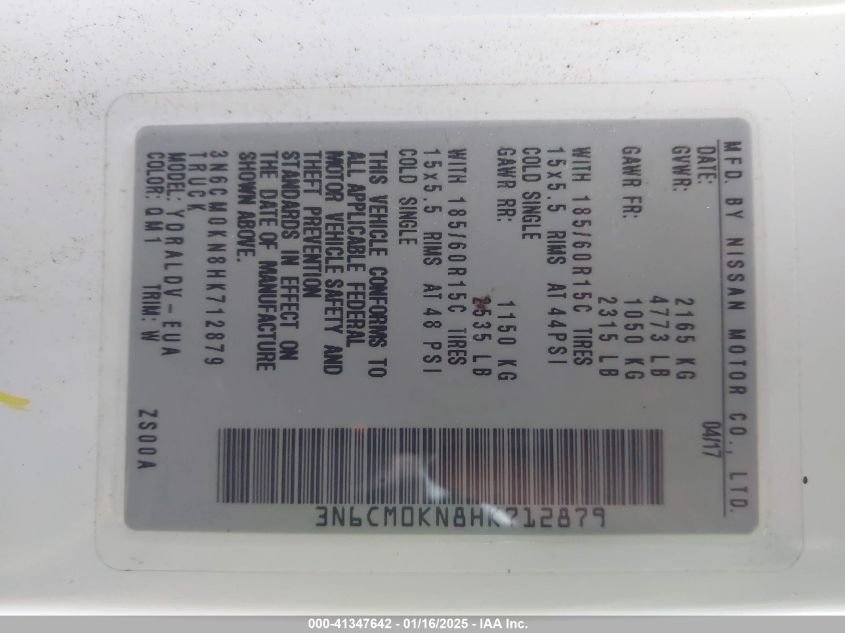 MFD. BY NISSAN MOTOR CO., LTD.
DATE: 04/17
GVWR: 2165 KG
4773 LB
GAWR FR: 1050 KG
2315 LB
WITH 185/60R15C TIRES
15x5.5 RIMS AT 44PSI
COLD SINGLE
GAWR RR: 1150 KG
2535 LB
WITH 185/60R15C TIRES
15x5.5 RIMS AT 48 PSI
COLD SINGLE
THIS VEHICLE CONFORMS TO
ALL APPLICABLE FEDERAL
MOTOR VEHICLE SAFETY AND
THEFT PREVENTION
STANDARDS IN EFFECT ON
THE DATE OF MANUFACTURE
SHOWN ABOVE.
3N6CM0KN8HK712879
TRUCK
MODEL: YDRALDV-EUA
COLOR: QM1 TRIM: W ZS00A
3N6CM0KN8HK712879
000-41347642 - 01/16/2025 - IAA Inc.